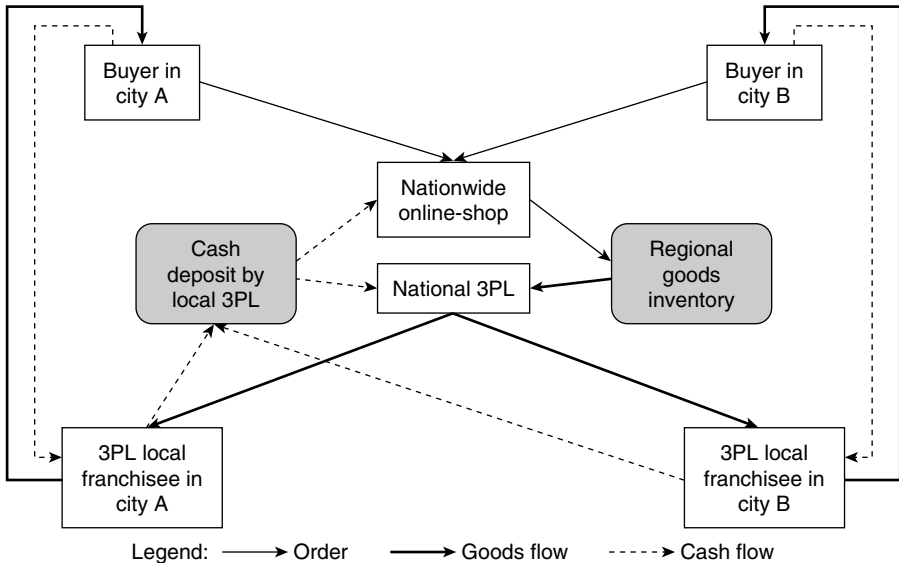 Buyer in
city A
Buyer in
city B
Nationwide
online-shop
Cash
deposit by
local 3PL
National 3PL
Regional
goods
inventory
3PL local
franchisee in
city A
3PL local
franchisee in
city B
Legend: Order Goods flow Cash flow